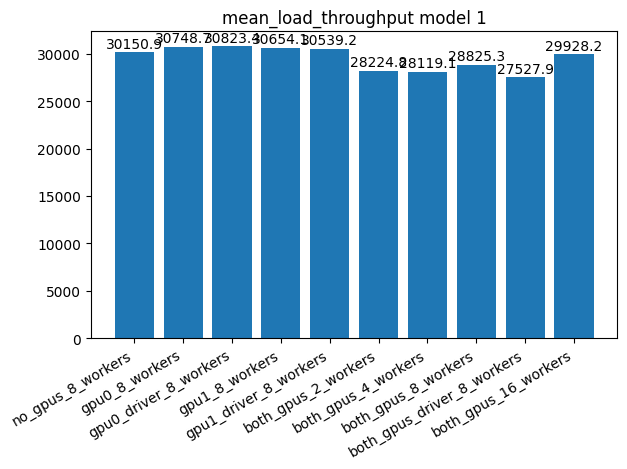 mean_load_throughput model 1
30150.9
30748.3
30823.4
30654.1
30539.2
28224.8
28119.1
28825.3
27527.9
29928.2
30000
25000
20000
15000
10000
5000
0
no_gpus_8_workers
gpu0_8_workers
gpu0_driver_8_workers
gpu1_8_workers
gpu1_driver_8_workers
both_gpus_2_workers
both_gpus_4_workers
both_gpus_8_workers
both_gpus_driver_8_workers
both_gpus_16_workers